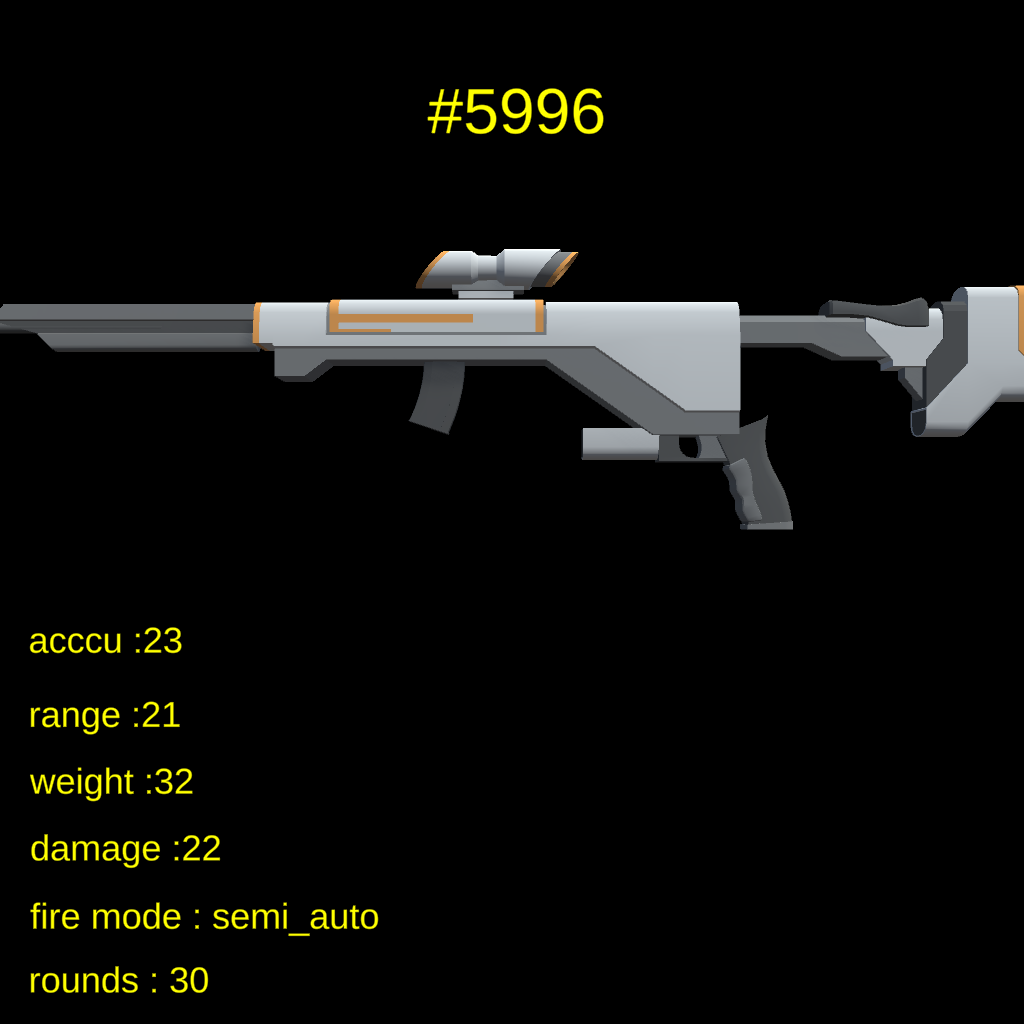 #5996
acccu :23
range :21
weight :32
damage :22
fire mode : semi_auto
rounds : 30